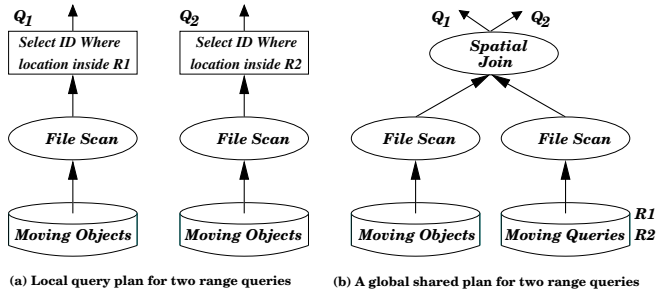 Q1
Select ID Where
location inside R1
File Scan
Moving Objects
Q2
Select ID Where
location inside R2
File Scan
Moving Objects
(a) Local query plan for two range queries
Q1
Q2
Spatial
Join
File Scan
File Scan
Moving Objects
Moving Queries
R1
R2
(b) A global shared plan for two range queries